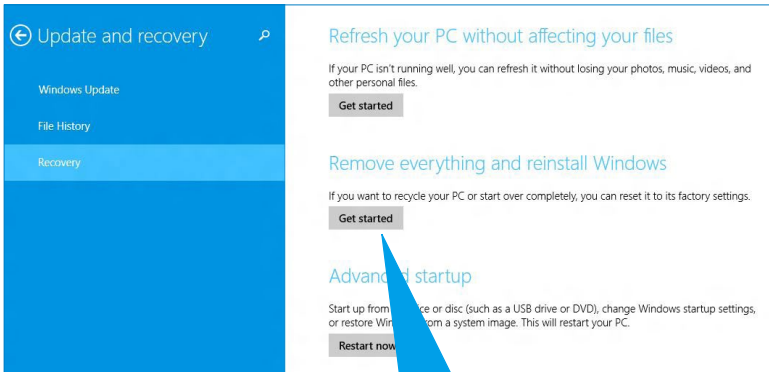 Update and recovery
Windows Update
File History
Recovery
Refresh your PC without affecting your files
If your PC isn't running well, you can refresh it without losing your photos, music, videos, and
other personal files.
Get started
Remove everything and reinstall Windows
If you want to recycle your PC or start over completely, you can reset it to its factory settings.
Get started
startup
Start up from or disc (such as a USB drive or DVD), change Windows startup settings,
or restore from a system image. This will restart your PC.
Restart now